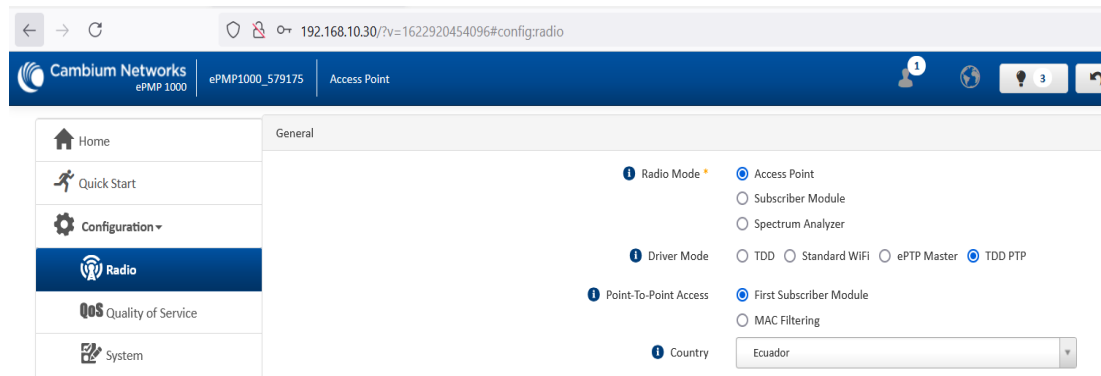 192.168.10.30/?v=1622920454096#config:radio
Cambium Networks
ePMP 1000
ePMP1000_579175
Access Point
1
3
Home
Quick Start
Configuration
Radio
QoS Quality of Service
System
General
Radio Mode *
Access Point
Subscriber Module
Spectrum Analyzer
Driver Mode
TDD Standard WiFi ePTP Master TDD PTP
Point-To-Point Access
First Subscriber Module
MAC Filtering
Country
Ecuador